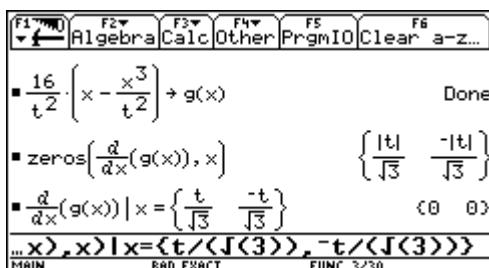 F1 F2 F3 F4 F5 F6
Algebra Calc Other PrgmIO Clear a-z…
▪ 16/t² · (x − x³/t²) → g(x) Done
▪ zeros(d/dx(g(x)), x) {|t|/√3 -|t|/√3}
▪ d/dx(g(x)) | x = {t/√3 -t/√3} {0 0}
…x),x)|x={t/(√(3)),-t/(√(3))}
MAIN RAD EXACT FUNC 3/30